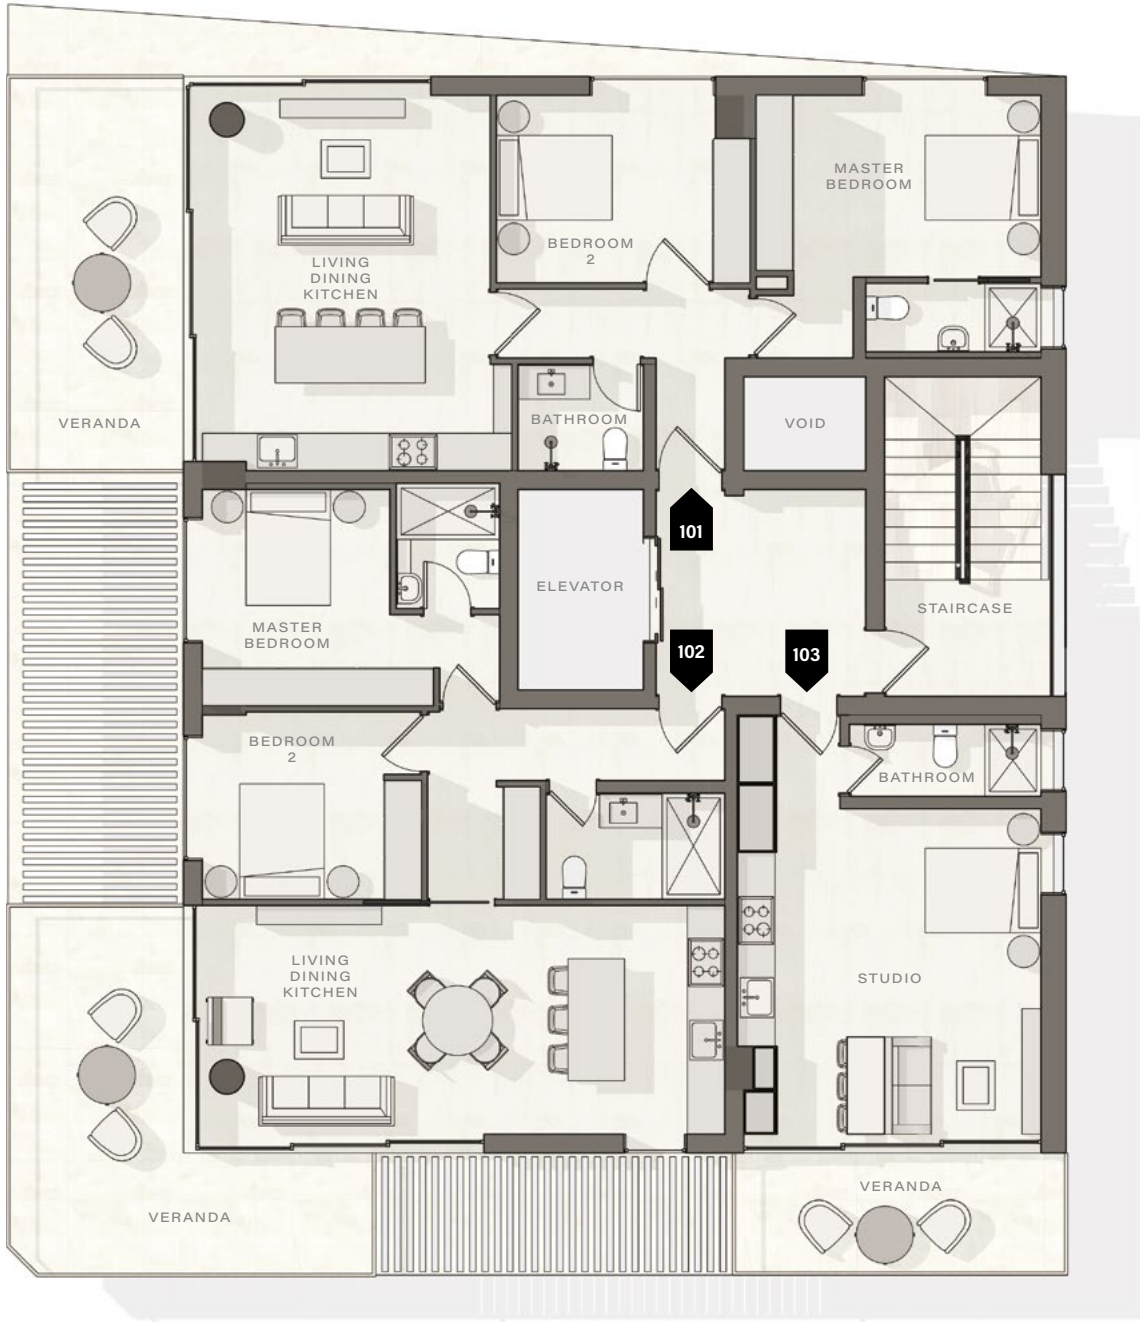 MASTER
BEDROOM
BEDROOM
2
LIVING
DINING
KITCHEN
VERANDA
BATHROOM
VOID
101
ELEVATOR
STAIRCASE
MASTER
BEDROOM
102
103
BEDROOM
2
BATHROOM
LIVING
DINING
KITCHEN
STUDIO
VERANDA
VERANDA